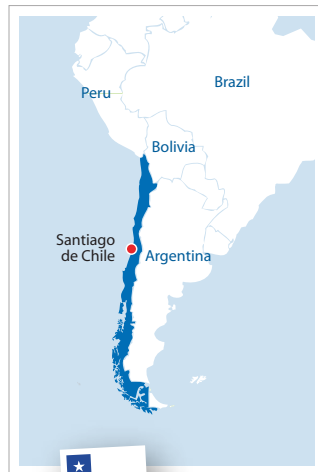 Brazil
Peru
Bolivia
Santiago
de Chile
Argentina